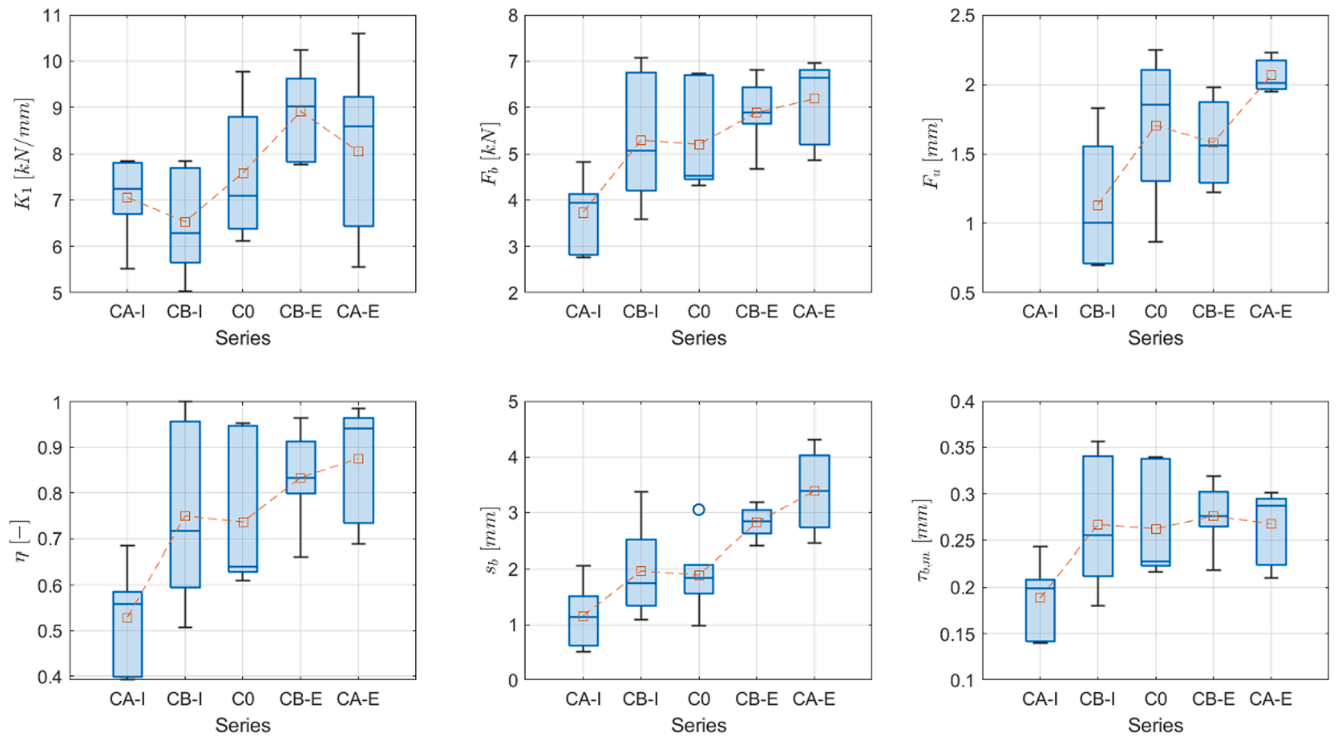 11
10
9
8
7
6
5
K₁ [kN/mm]
CA-I CB-I C0 CB-E CA-E
Series
8
7
6
5
4
3
2
F_b [kN]
CA-I CB-I C0 CB-E CA-E
Series
2.5
2
1.5
1
0.5
F_u [mm]
CA-I CB-I C0 CB-E CA-E
Series
1
0.9
0.8
0.7
0.6
0.5
0.4
η [−]
CA-I CB-I C0 CB-E CA-E
Series
5
4
3
2
1
0
s_b [mm]
CA-I CB-I C0 CB-E CA-E
Series
0.4
0.35
0.3
0.25
0.2
0.15
0.1
τ_{b,m} [mm]
CA-I CB-I C0 CB-E CA-E
Series